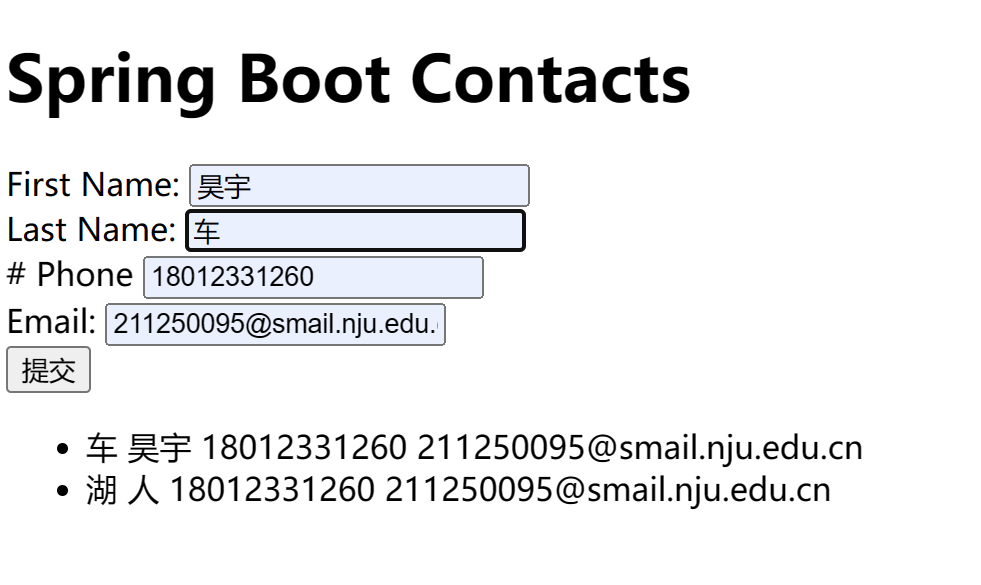 Spring Boot Contacts
First Name: 昊宇
Last Name: 车
# Phone 18012331260
Email: 211250095@smail.nju.edu.
提交
车 昊宇 18012331260 211250095@smail.nju.edu.cn
湖 人 18012331260 211250095@smail.nju.edu.cn